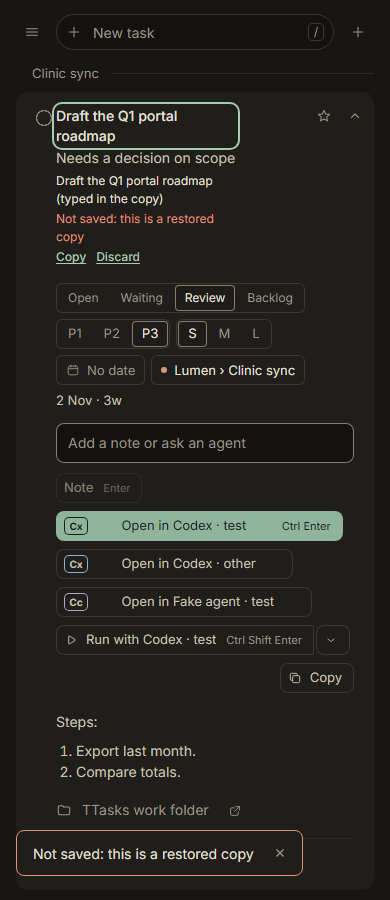 New task /
Clinic sync
Draft the Q1 portal
roadmap
Needs a decision on scope
Draft the Q1 portal roadmap
(typed in the copy)
Not saved: this is a restored
copy
Copy Discard
Open Waiting Review Backlog
P1 P2 P3 S M L
No date Lumen › Clinic sync
2 Nov · 3w
Add a note or ask an agent
Note Enter
Cx Open in Codex · test Ctrl Enter
Cx Open in Codex · other
Cc Open in Fake agent · test
Run with Codex · test Ctrl Shift Enter
Copy
Steps:
1. Export last month.
2. Compare totals.
TTasks work folder
Not saved: this is a restored copy